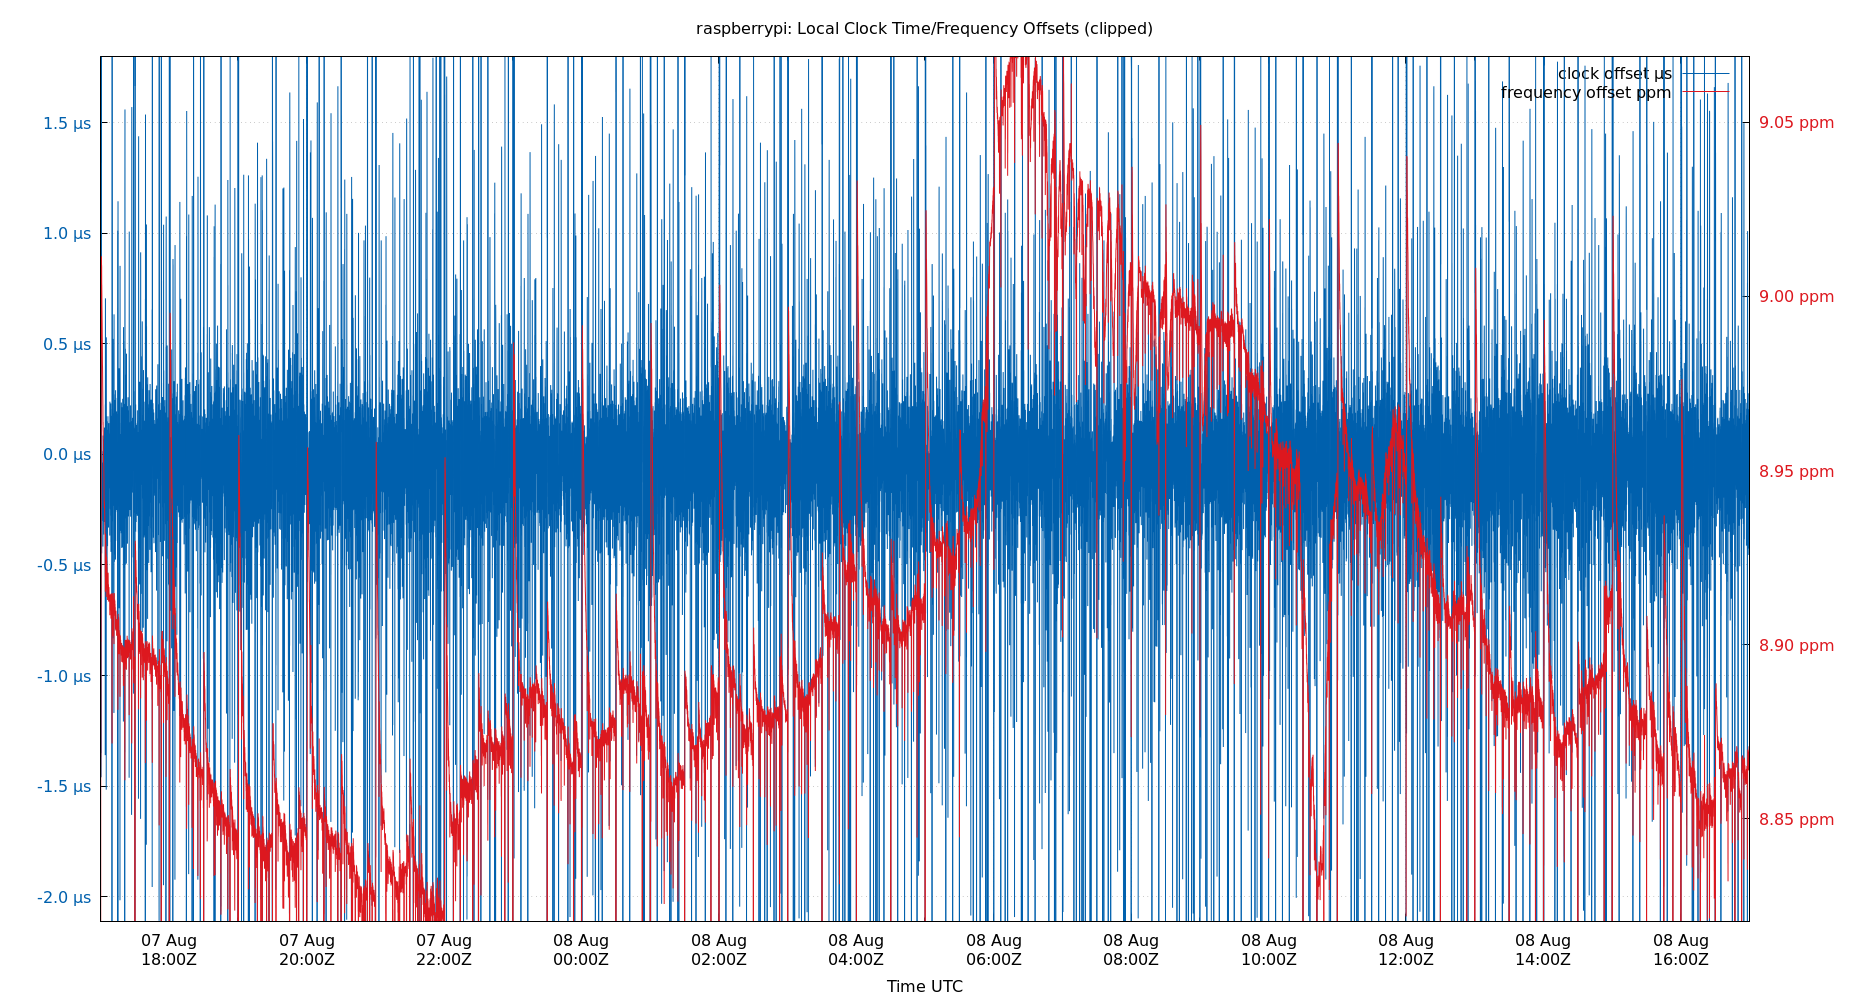 raspberrypi: Local Clock Time/Frequency Offsets (clipped)
clock offset µs
frequency offset ppm
1.5 µs
1.0 µs
0.5 µs
0.0 µs
-0.5 µs
-1.0 µs
-1.5 µs
-2.0 µs
9.05 ppm
9.00 ppm
8.95 ppm
8.90 ppm
8.85 ppm
07 Aug 07 Aug 07 Aug 08 Aug 08 Aug 08 Aug 08 Aug 08 Aug 08 Aug 08 Aug 08 Aug 08 Aug
18:00Z 20:00Z 22:00Z 00:00Z 02:00Z 04:00Z 06:00Z 08:00Z 10:00Z 12:00Z 14:00Z 16:00Z
Time UTC